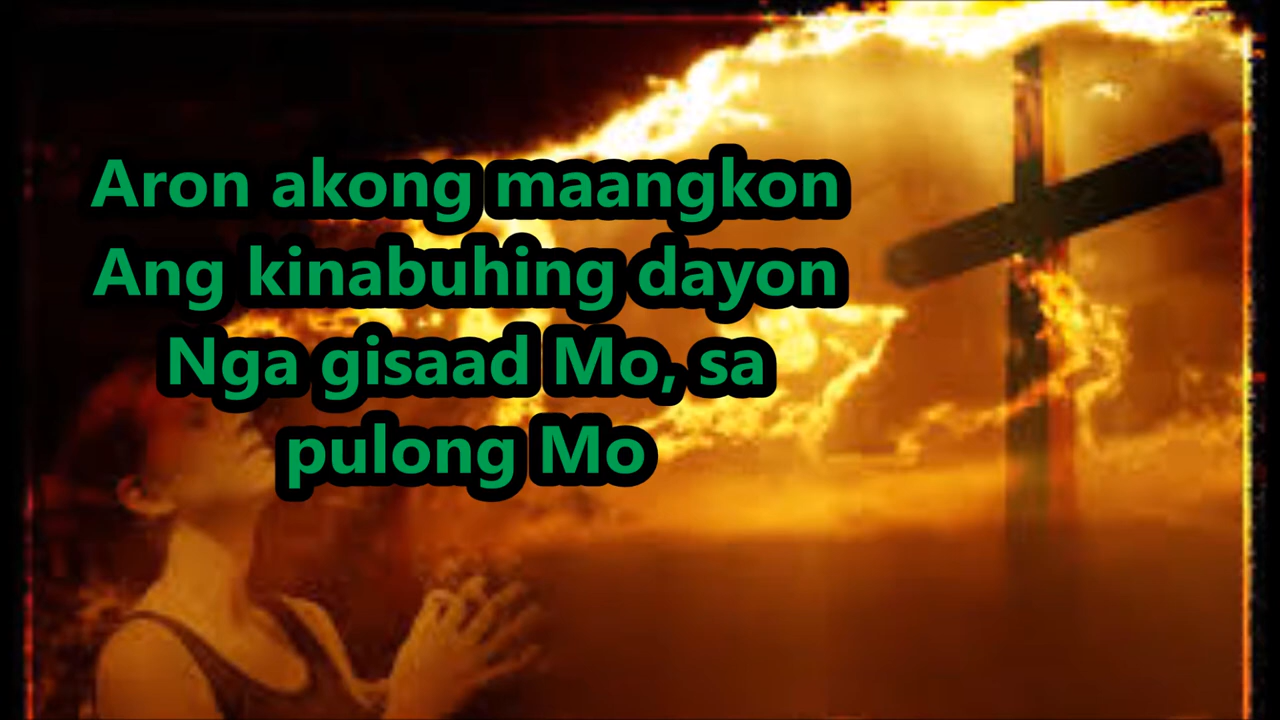 Aron akong maangkon
Ang kinabuhing dayon
Nga gisaad Mo, sa
pulong Mo